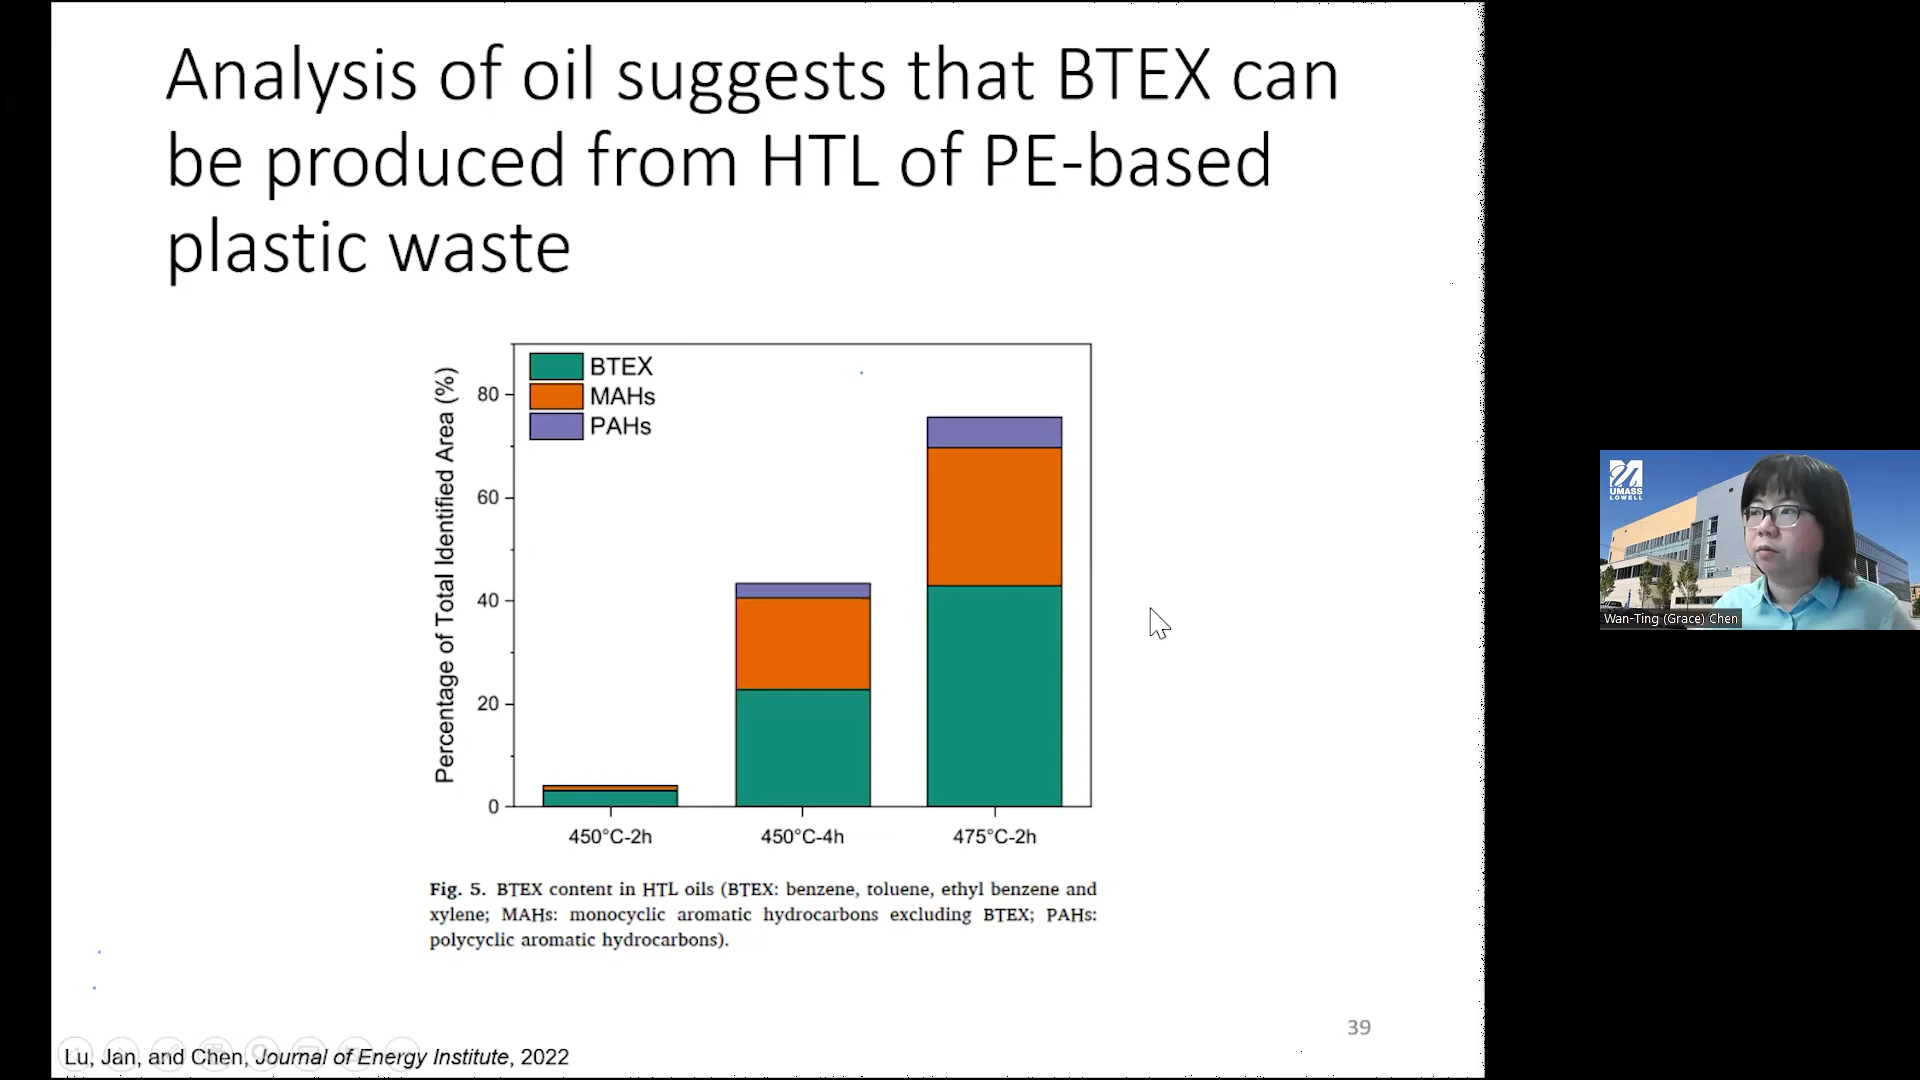 Analysis of oil suggests that BTEX can
be produced from HTL of PE-based
plastic waste
BTEX
MAHs
PAHs
Percentage of Total Identified Area (%)
80
60
40
20
0
450°C-2h
450°C-4h
475°C-2h
Fig. 5. BTEX content in HTL oils (BTEX: benzene, toluene, ethyl benzene and
xylene; MAHs: monocyclic aromatic hydrocarbons excluding BTEX; PAHs:
polycyclic aromatic hydrocarbons).
39
Lu, Jan, and Chen, Journal of Energy Institute, 2022
UMASS
LOWELL
Wan-Ting (Grace) Chen